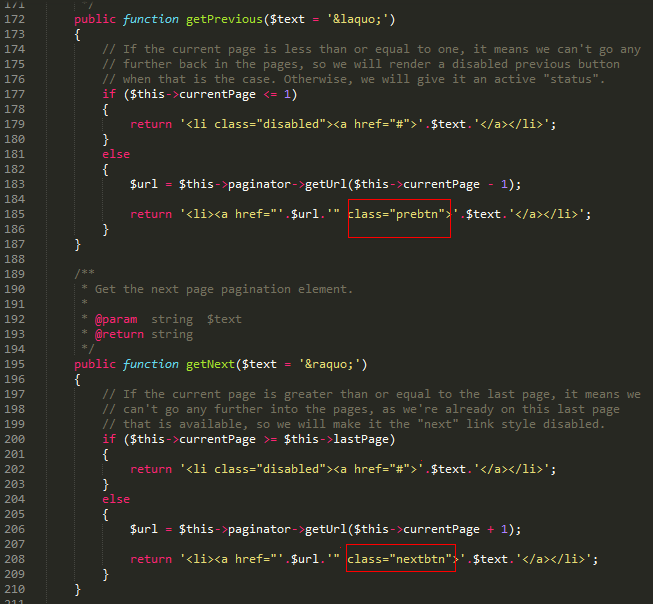 171 */
172 public function getPrevious($text = '&laquo;')
173 {
174 // If the current page is less than or equal to one, it means we can't go any
175 // further back in the pages, so we will render a disabled previous button
176 // when that is the case. Otherwise, we will give it an active "status".
177 if ($this->currentPage <= 1)
178 {
179 return '<li class="disabled"><a href="#">'.$text.'</a></li>';
180 }
181 else
182 {
183 $url = $this->paginator->getUrl($this->currentPage - 1);
184
185 return '<li><a href="'.$url.'" class="prebtn">'.$text.'</a></li>';
186 }
187 }
188
189 /**
190 * Get the next page pagination element.
191 *
192 * @param string $text
193 * @return string
194 */
195 public function getNext($text = '&raquo;')
196 {
197 // If the current page is greater than or equal to the last page, it means we
198 // can't go any further into the pages, as we're already on this last page
199 // that is available, so we will make it the "next" link style disabled.
200 if ($this->currentPage >= $this->lastPage)
201 {
202 return '<li class="disabled"><a href="#">'.$text.'</a></li>';
203 }
204 else
205 {
206 $url = $this->paginator->getUrl($this->currentPage + 1);
207
208 return '<li><a href="'.$url.'" class="nextbtn">'.$text.'</a></li>';
209 }
210 }
211